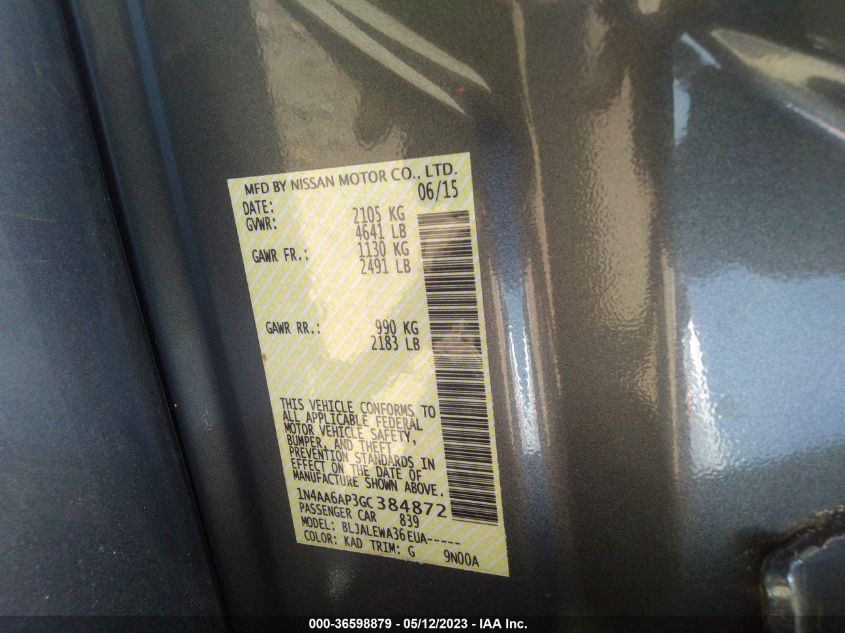 MFD BY NISSAN MOTOR CO., LTD.
DATE: 06/15
GVWR: 2105 KG
4641 LB
GAWR FR.: 1130 KG
2491 LB
GAWR RR.: 990 KG
2183 LB
THIS VEHICLE CONFORMS TO
ALL APPLICABLE FEDERAL
MOTOR VEHICLE SAFETY,
BUMPER, AND THEFT
PREVENTION STANDARDS IN
EFFECT ON THE DATE OF
MANUFACTURE SHOWN ABOVE.
1N4AA6AP3GC384872
PASSENGER CAR 839
MODEL: BLJALEWA36EUA-----
COLOR: KAD TRIM: G 9N00A
000-36598879 - 05/12/2023 - IAA Inc.